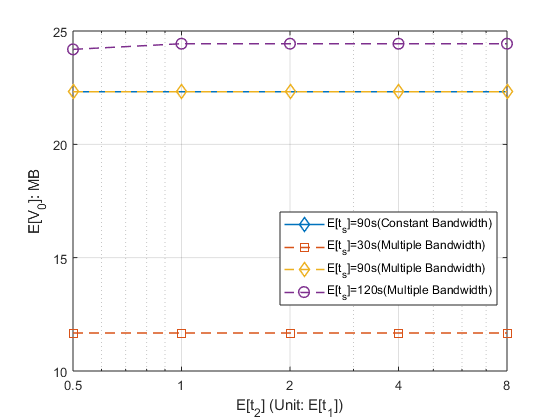 25
20
15
10
E[V0]: MB
E[ts]=90s(Constant Bandwidth)
E[ts]=30s(Multiple Bandwidth)
E[ts]=90s(Multiple Bandwidth)
E[ts]=120s(Multiple Bandwidth)
0.5 1 2 4 8
E[t2] (Unit: E[t1])